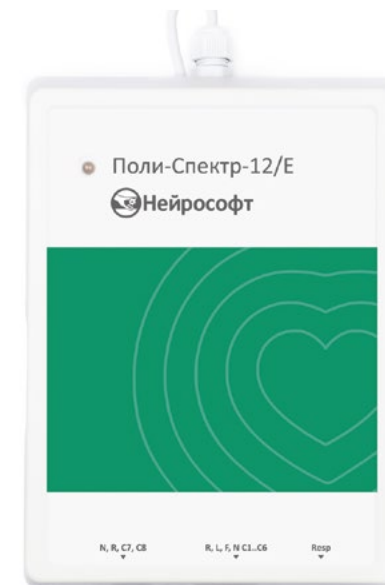 Поли-Спектр-12/Е
Нейрософт
N, R, C7, C8
R, L, F, N C1..C6
Resp